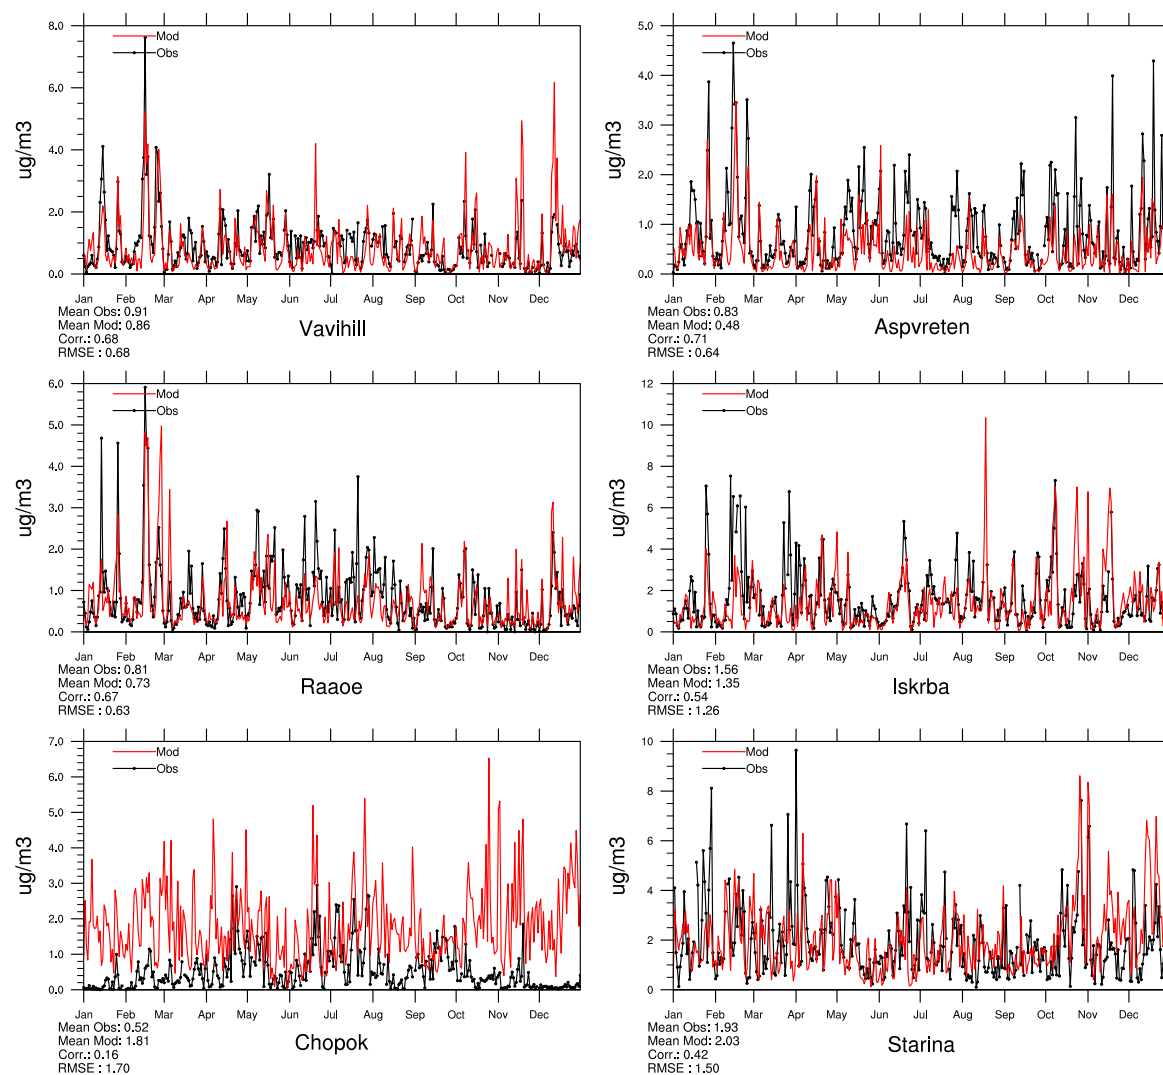 8.0
6.0
4.0
2.0
0.0
ug/m3
Mod
Obs
Jan Feb Mar Apr May Jun Jul Aug Sep Oct Nov Dec
Mean Obs: 0.91
Mean Mod: 0.86
Corr.: 0.68
RMSE : 0.68
Vavihill
5.0
4.0
3.0
2.0
1.0
0.0
ug/m3
Mod
Obs
Jan Feb Mar Apr May Jun Jul Aug Sep Oct Nov Dec
Mean Obs: 0.83
Mean Mod: 0.48
Corr.: 0.71
RMSE : 0.64
Aspvreten
6.0
5.0
4.0
3.0
2.0
1.0
0.0
ug/m3
Mod
Obs
Jan Feb Mar Apr May Jun Jul Aug Sep Oct Nov Dec
Mean Obs: 0.81
Mean Mod: 0.73
Corr.: 0.67
RMSE : 0.63
Raaoe
12
10
8
6
4
2
0
ug/m3
Mod
Obs
Jan Feb Mar Apr May Jun Jul Aug Sep Oct Nov Dec
Mean Obs: 1.56
Mean Mod: 1.35
Corr.: 0.54
RMSE : 1.26
Iskrba
7.0
6.0
5.0
4.0
3.0
2.0
1.0
0.0
ug/m3
Mod
Obs
Jan Feb Mar Apr May Jun Jul Aug Sep Oct Nov Dec
Mean Obs: 0.52
Mean Mod: 1.81
Corr.: 0.16
RMSE : 1.70
Chopok
10
8
6
4
2
0
ug/m3
Mod
Obs
Jan Feb Mar Apr May Jun Jul Aug Sep Oct Nov Dec
Mean Obs: 1.93
Mean Mod: 2.03
Corr.: 0.42
RMSE : 1.50
Starina